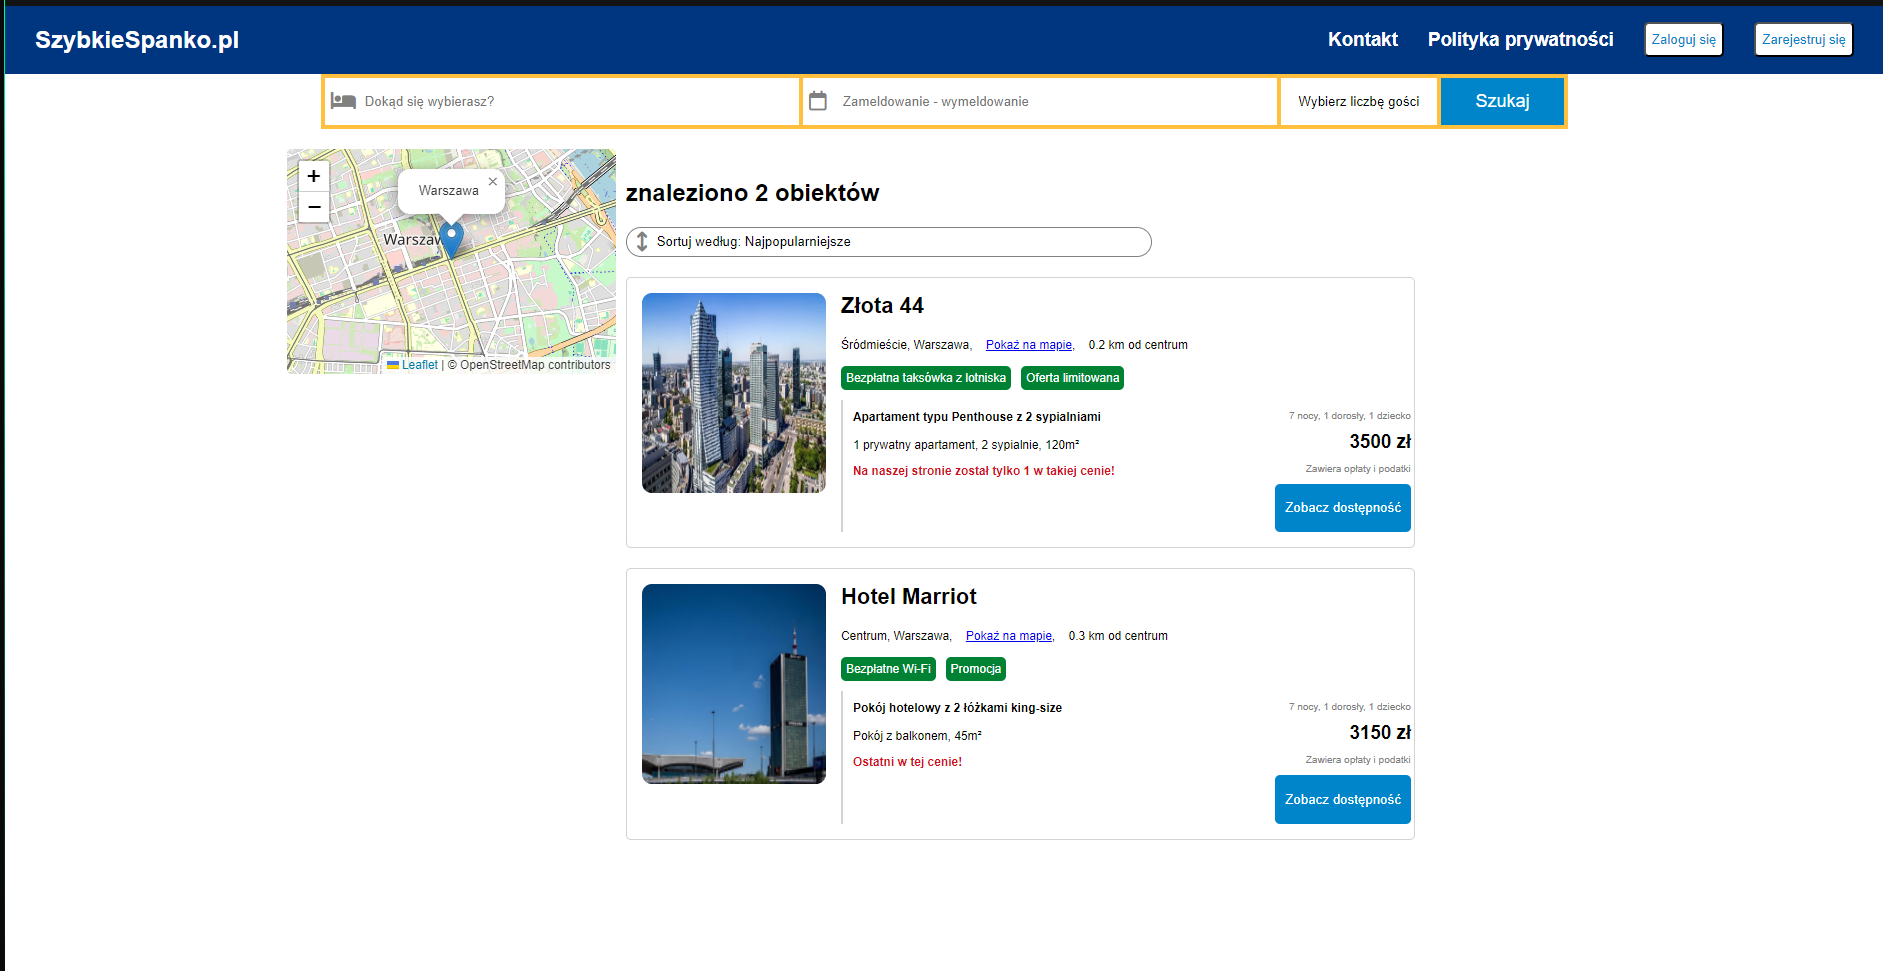 SzybkieSpanko.pl
Kontakt
Polityka prywatności
Zaloguj się
Zarejestruj się
Dokąd się wybierasz?
Zameldowanie - wymeldowanie
Wybierz liczbę gości
Szukaj
+
−
Warszawa
×
Warszaw
Leaflet | © OpenStreetMap contributors
znaleziono 2 obiektów
Sortuj według: Najpopularniejsze
Złota 44
Śródmieście, Warszawa, Pokaż na mapie, 0.2 km od centrum
Bezpłatna taksówka z lotniska Oferta limitowana
Apartament typu Penthouse z 2 sypialniami
1 prywatny apartament, 2 sypialnie, 120m²
Na naszej stronie został tylko 1 w takiej cenie!
7 nocy, 1 dorosły, 1 dziecko
3500 zł
Zawiera opłaty i podatki
Zobacz dostępność
Hotel Marriot
Centrum, Warszawa, Pokaż na mapie, 0.3 km od centrum
Bezpłatne Wi-Fi Promocja
Pokój hotelowy z 2 łóżkami king-size
Pokój z balkonem, 45m²
Ostatni w tej cenie!
7 nocy, 1 dorosły, 1 dziecko
3150 zł
Zawiera opłaty i podatki
Zobacz dostępność